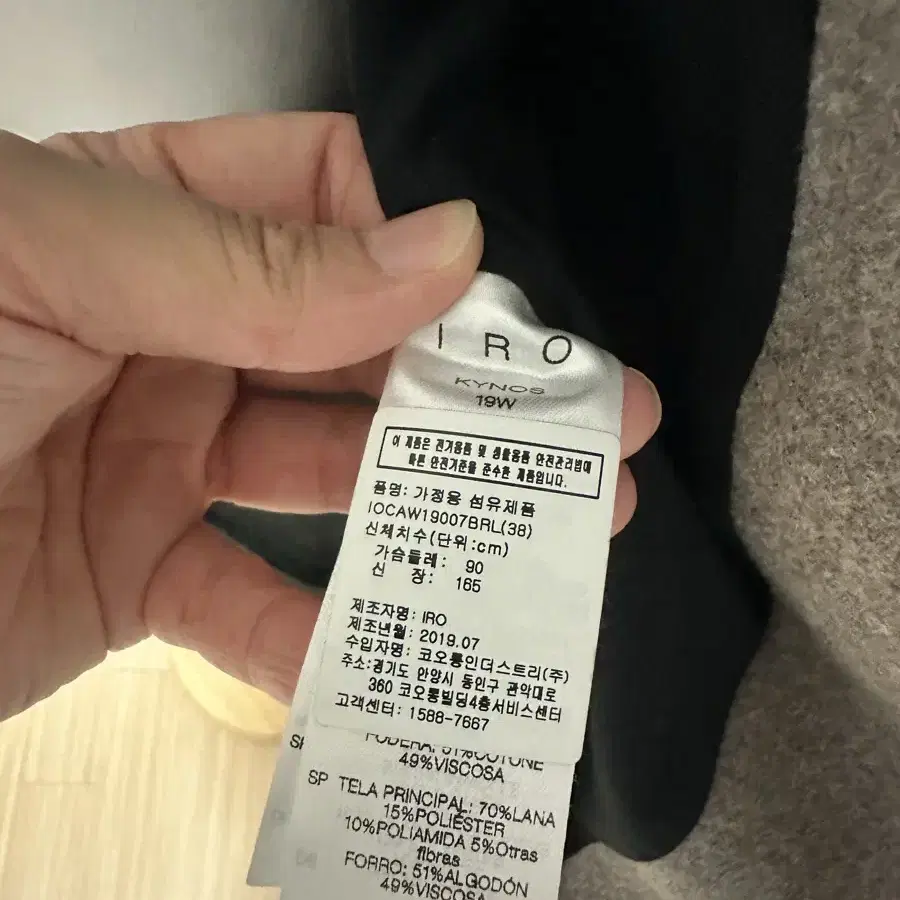 IRO
KYNOS
19W
이 제품은 전기용품 및 생활용품 안전관리법에
따른 안전기준을 준수한 제품입니다.
품명: 가정용 섬유제품
IOCAW19007BRL(38)
신체치수(단위:cm)
가슴둘레: 90
신 장: 165
제조자명: IRO
제조년월: 2019.07
수입자명: 코오롱인더스트리(주)
주소:경기도 안양시 동안구 관악대로
360 코오롱빌딩4층서비스센터
고객센터: 1588-7667
FODERA: 51%COTONE
49%VISCOSA
SP TELA PRINCIPAL: 70%LANA
15%POLIÉSTER
10%POLIAMIDA 5%Otras
fibras
FORRO: 51%ALGODÓN
49%VISCOSA